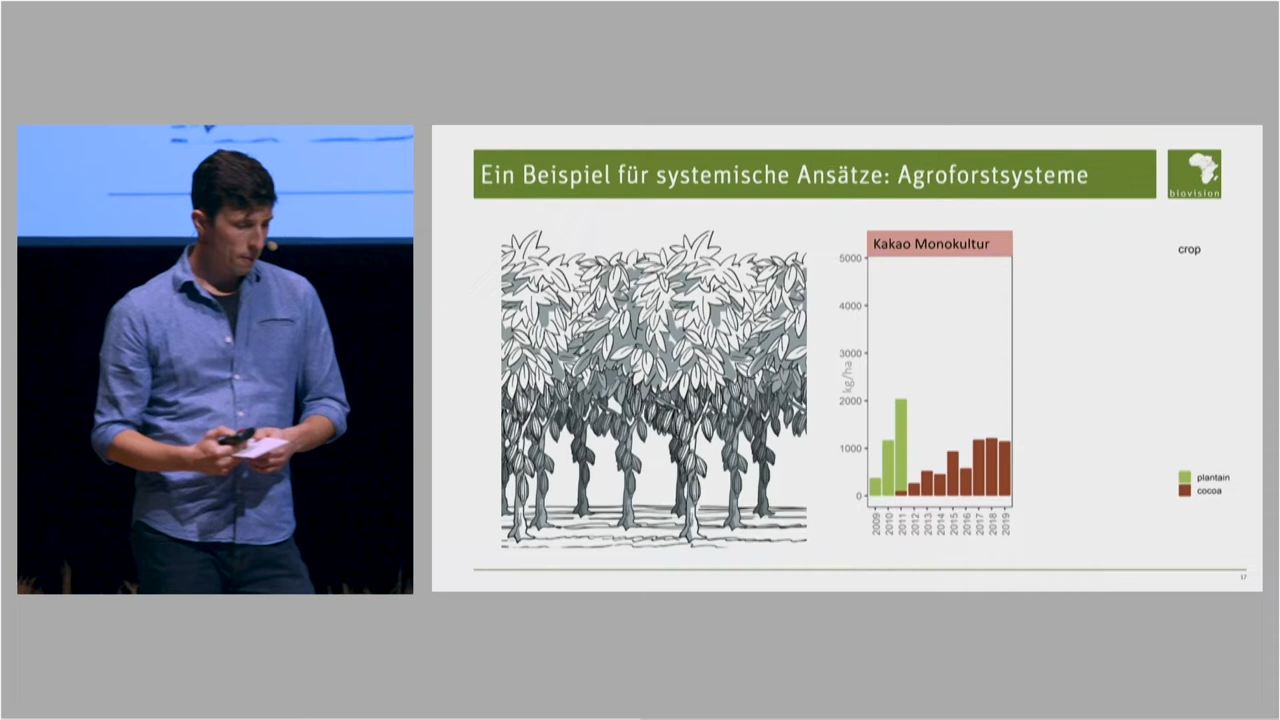 Ein Beispiel für systemische Ansätze: Agroforstsysteme
biovision
Kakao Monokultur
crop
5000
4000
3000
2000
1000
0
kg/ha
2009
2010
2011
2012
2013
2014
2015
2016
2017
2018
2019
plantain
cocoa
17